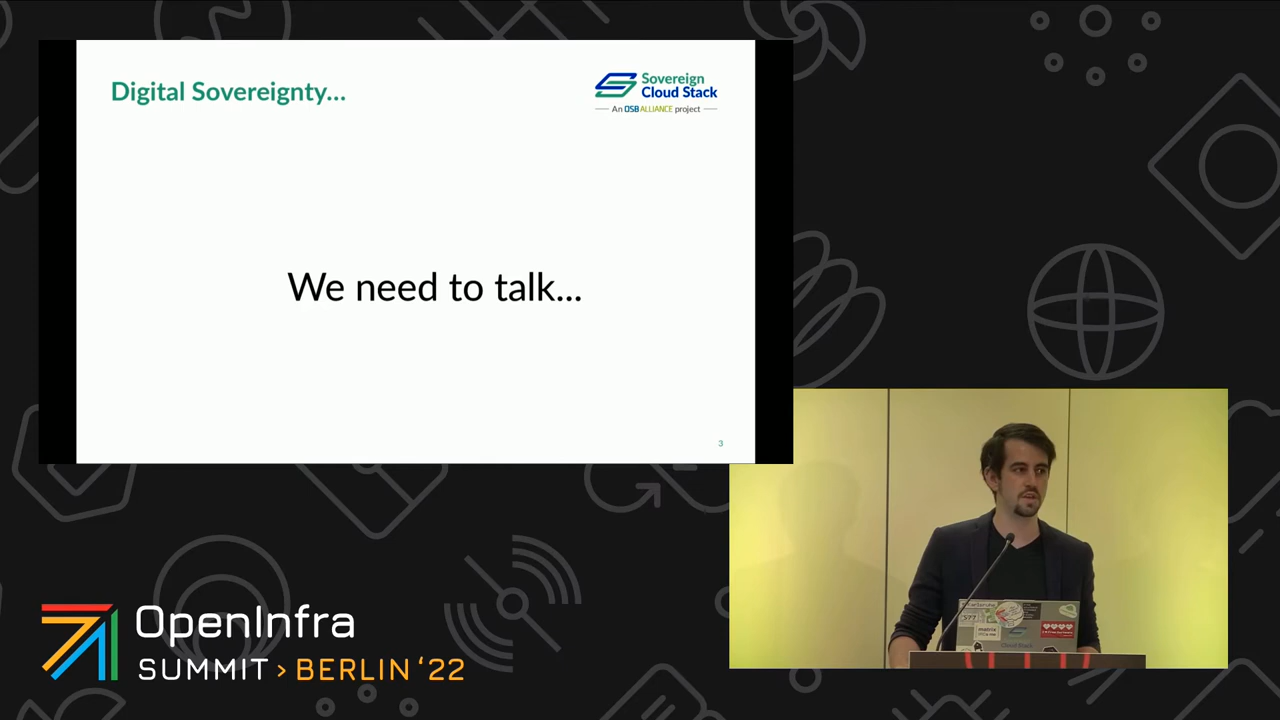 Digital Sovereignty...
Sovereign
Cloud Stack
An OSB ALLIANCE project
We need to talk...
3
OpenInfra
SUMMIT > BERLIN '22